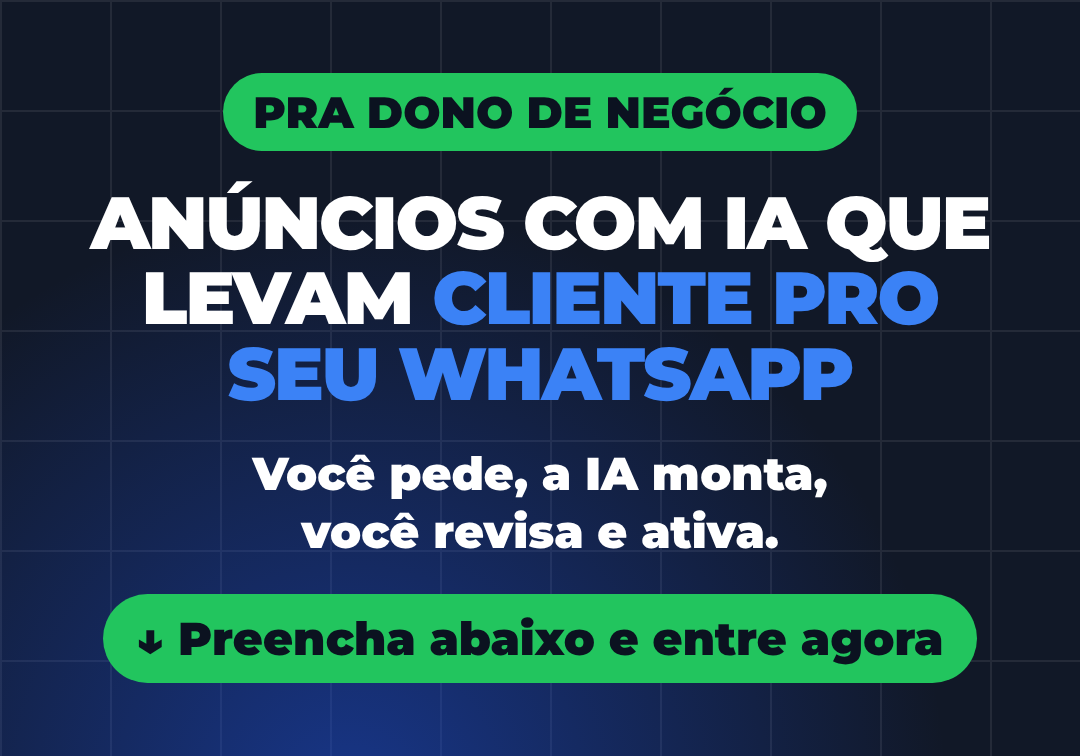 PRA DONO DE NEGÓCIO
ANÚNCIOS COM IA QUE
LEVAM CLIENTE PRO
SEU WHATSAPP
Você pede, a IA monta,
você revisa e ativa.
↓ Preencha abaixo e entre agora